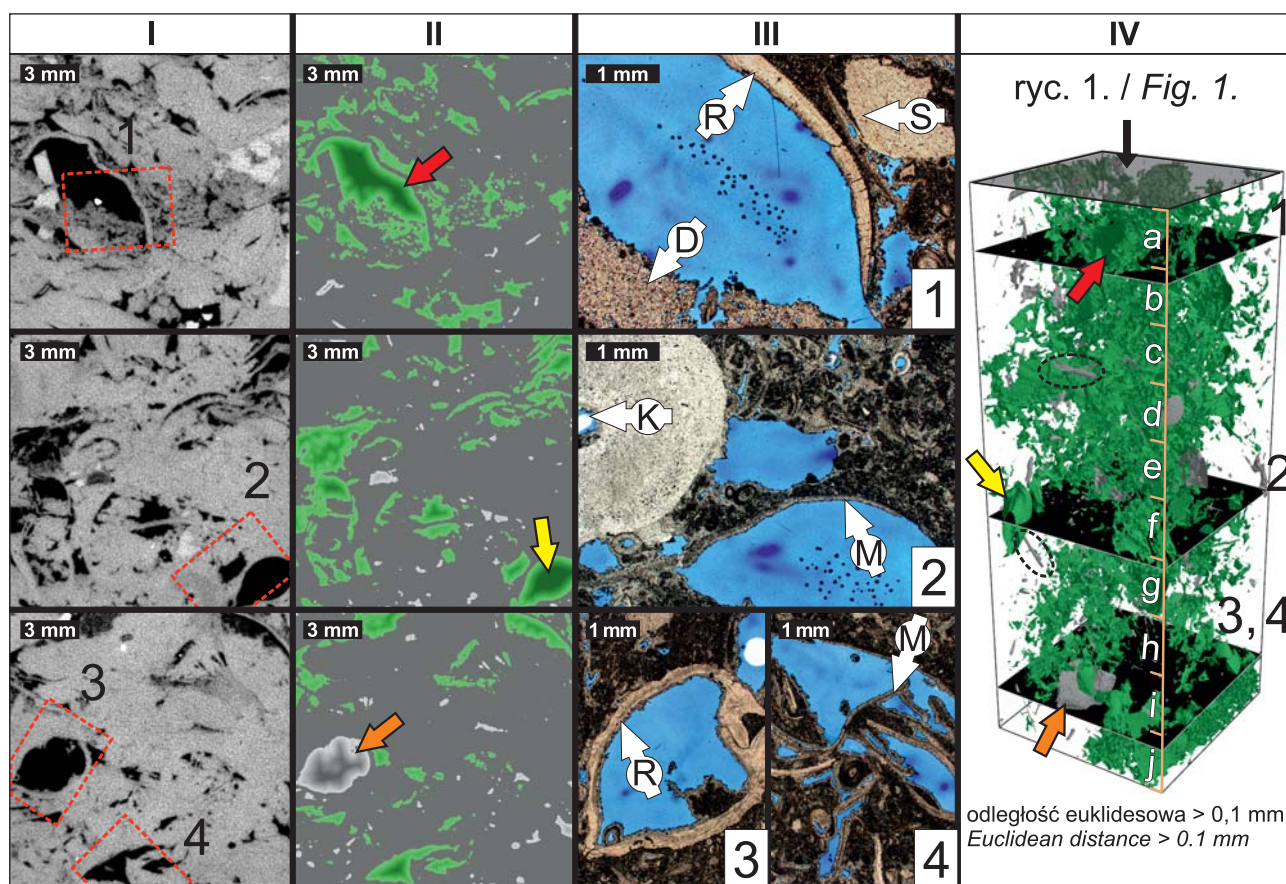 I
II
III
IV
3 mm
1
3 mm
1 mm
R
S
D
1
3 mm
2
3 mm
1 mm
K
M
2
3 mm
3
4
3 mm
1 mm
R
3
1 mm
M
4
ryc. 1. / Fig. 1.
1
a
b
c
d
e
2
f
g
3, 4
h
i
j
odległość euklidesowa > 0,1 mm
Euclidean distance > 0.1 mm